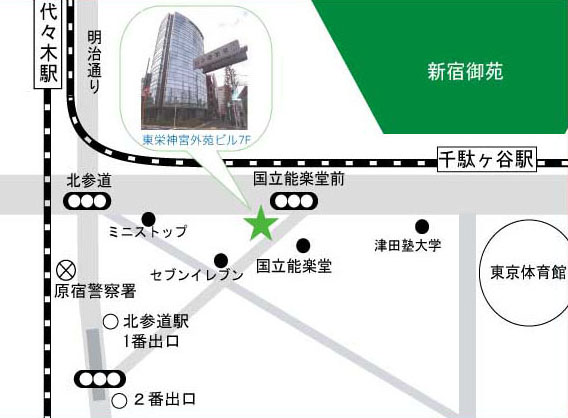 代々木駅
明治通り
新宿御苑
東栄神宮外苑ビル7F
千駄ヶ谷駅
北参道
国立能楽堂前
ミニストップ
津田塾大学
セブンイレブン
国立能楽堂
東京体育館
原宿警察署
北参道駅
1番出口
２番出口